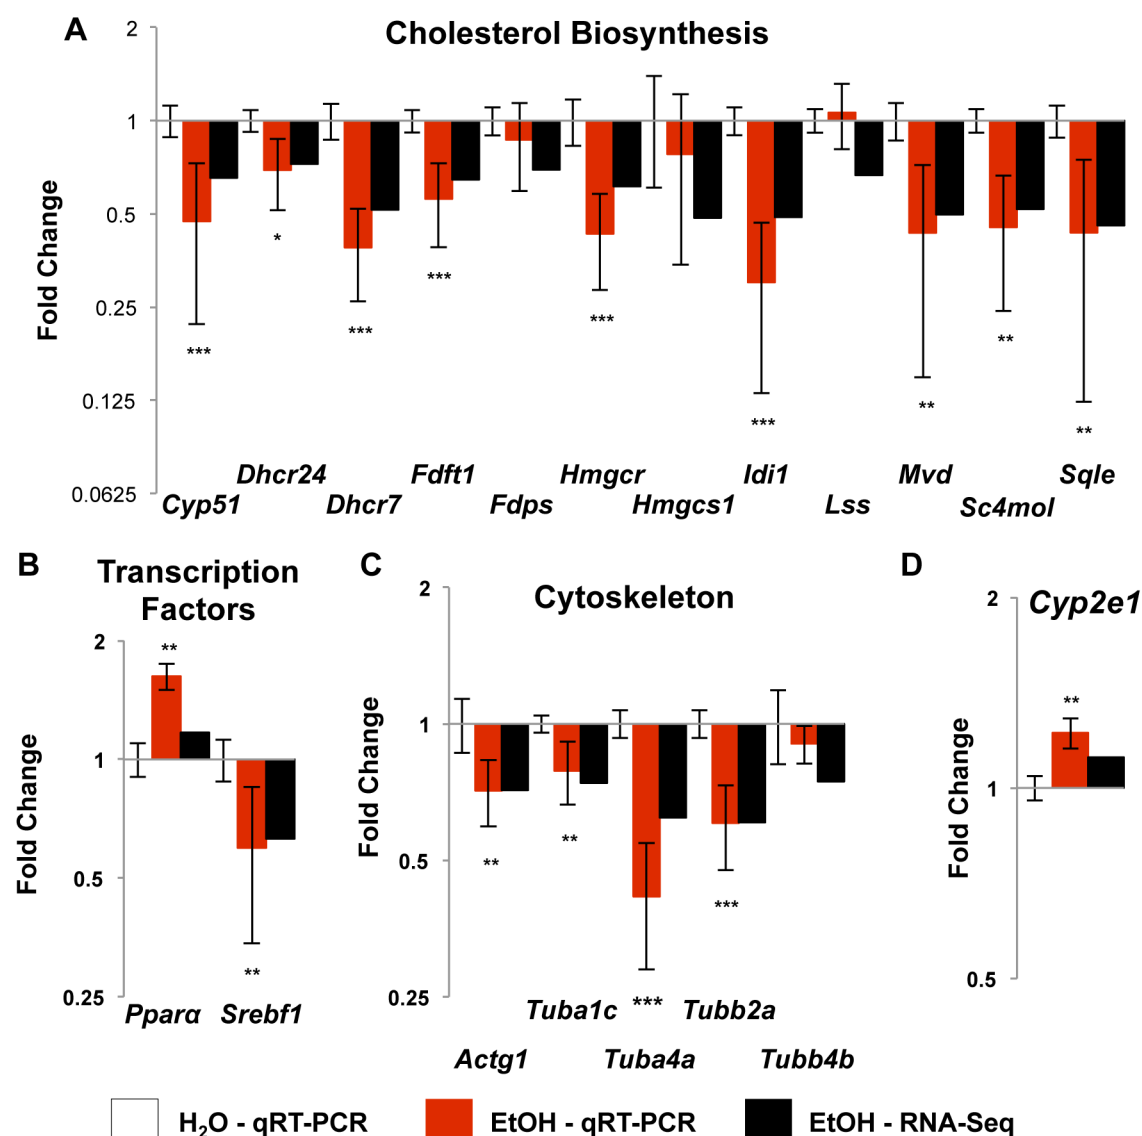 A
Cholesterol Biosynthesis
Fold Change
2
1
0.5
0.25
0.125
0.0625
***
*
***
***
***
***
**
**
**
Cyp51
Dhcr24
Dhcr7
Fdft1
Fdps
Hmgcr
Hmgcs1
Idi1
Lss
Mvd
Sc4mol
Sqle
B
Transcription
Factors
Fold Change
2
1
0.5
0.25
**
**
Pparα
Srebf1
C
Cytoskeleton
Fold Change
2
1
0.5
0.25
**
**
***
***
Actg1
Tuba1c
Tuba4a
Tubb2a
Tubb4b
D
Cyp2e1
Fold Change
2
1
0.5
**
H₂O - qRT-PCR
EtOH - qRT-PCR
EtOH - RNA-Seq